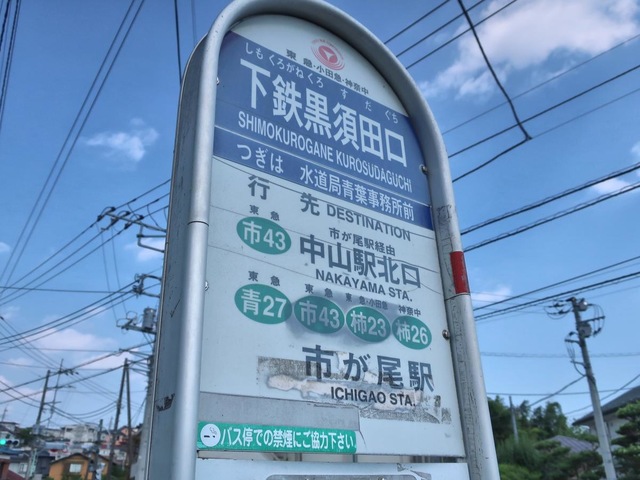 東急・小田急・神奈中
しもくろがねくろすだぐち
下鉄黒須田口
SHIMOKUROGANE KUROSUDAGUCHI
つぎは 水道局青葉事務所前
行先 DESTINATION
東急
市43
市が尾駅経由
中山駅北口
NAKAYAMA STA.
東急 東急 東急・小田急 神奈中
青27 市43 柿23 柿26
市が尾駅
ICHIGAO STA.
バス停での禁煙にご協力下さい